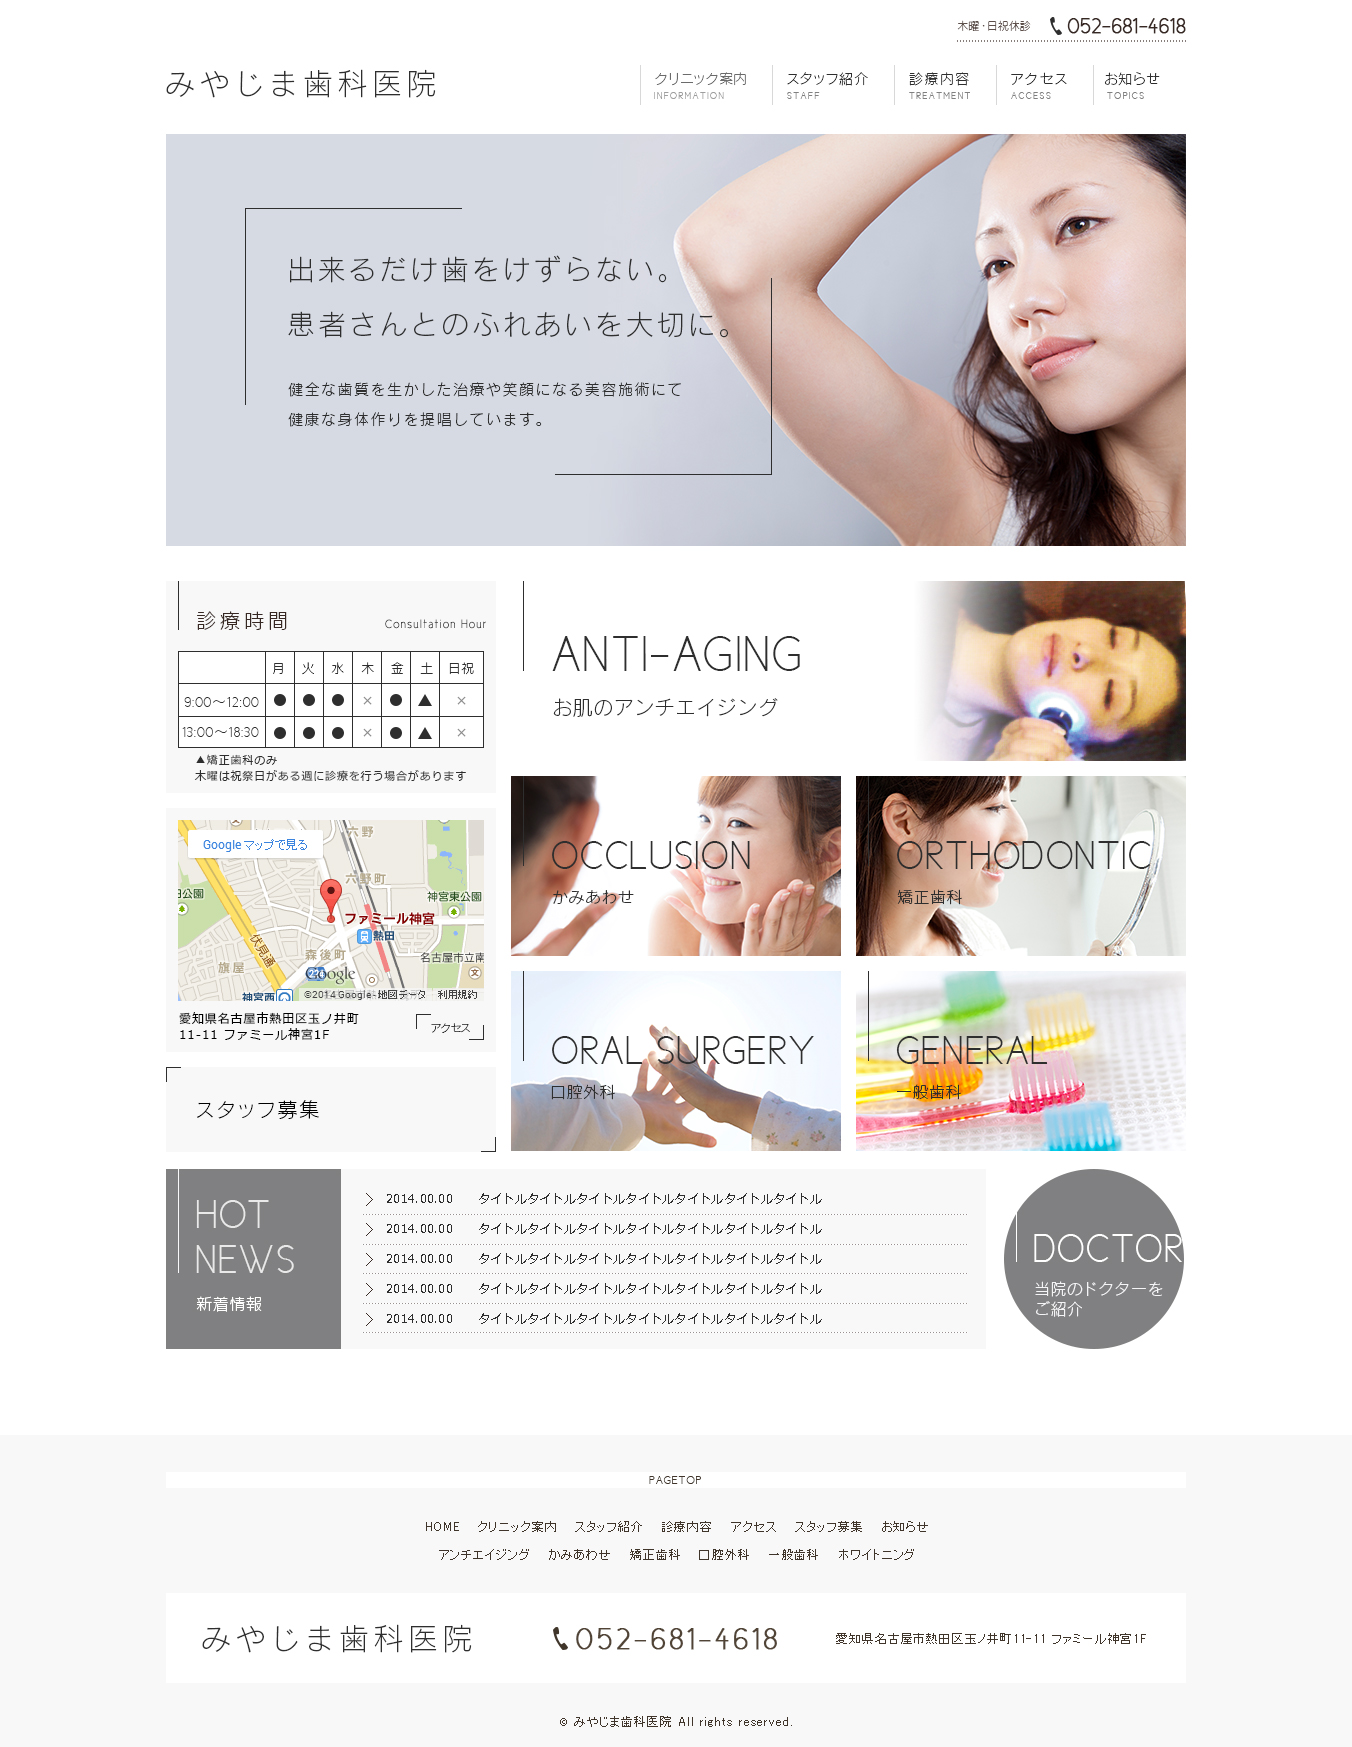 木曜・日祝休診 052-681-4618
みやじま歯科医院
クリニック案内 スタッフ紹介 診療内容 アクセス お知らせ
INFORMATION STAFF TREATMENT ACCESS TOPICS
出来るだけ歯をけずらない。
患者さんとのふれあいを大切に。
健全な歯質を生かした治療や笑顔になる美容施術にて
健康な身体作りを提唱しています。
診療時間 Consultation Hour
月 火 水 木 金 土 日祝
9:00〜12:00 ● ● ● × ● ▲ ×
13:00〜18:30 ● ● ● × ● ▲ ×
▲矯正歯科のみ
木曜は祝祭日がある週に診療を行う場合があります
ANTI-AGING
お肌のアンチエイジング
OCCLUSION
かみあわせ
ORTHODONTIC
矯正歯科
六野
Google マップで見る
六野町
公園
神宮東公園
ファミール神宮
熱田
伏見通
森後町
名古屋市立南
旗屋
Google
神宮西
©2014 Google - 地図データ 利用規約
愛知県名古屋市熱田区玉ノ井町
11-11 ファミール神宮1F
アクセス
ORAL SURGERY
口腔外科
GENERAL
一般歯科
スタッフ募集
HOT
NEWS
新着情報
2014.00.00 タイトルタイトルタイトルタイトルタイトルタイトルタイトル
2014.00.00 タイトルタイトルタイトルタイトルタイトルタイトルタイトル
2014.00.00 タイトルタイトルタイトルタイトルタイトルタイトルタイトル
2014.00.00 タイトルタイトルタイトルタイトルタイトルタイトルタイトル
2014.00.00 タイトルタイトルタイトルタイトルタイトルタイトルタイトル
DOCTOR
当院のドクターを
ご紹介
PAGETOP
HOME クリニック案内 スタッフ紹介 診療内容 アクセス スタッフ募集 お知らせ
アンチエイジング かみあわせ 矯正歯科 口腔外科 一般歯科 ホワイトニング
みやじま歯科医院 052-681-4618 愛知県名古屋市熱田区玉ノ井町11-11 ファミール神宮1F
© みやじま歯科医院 All rights reserved.